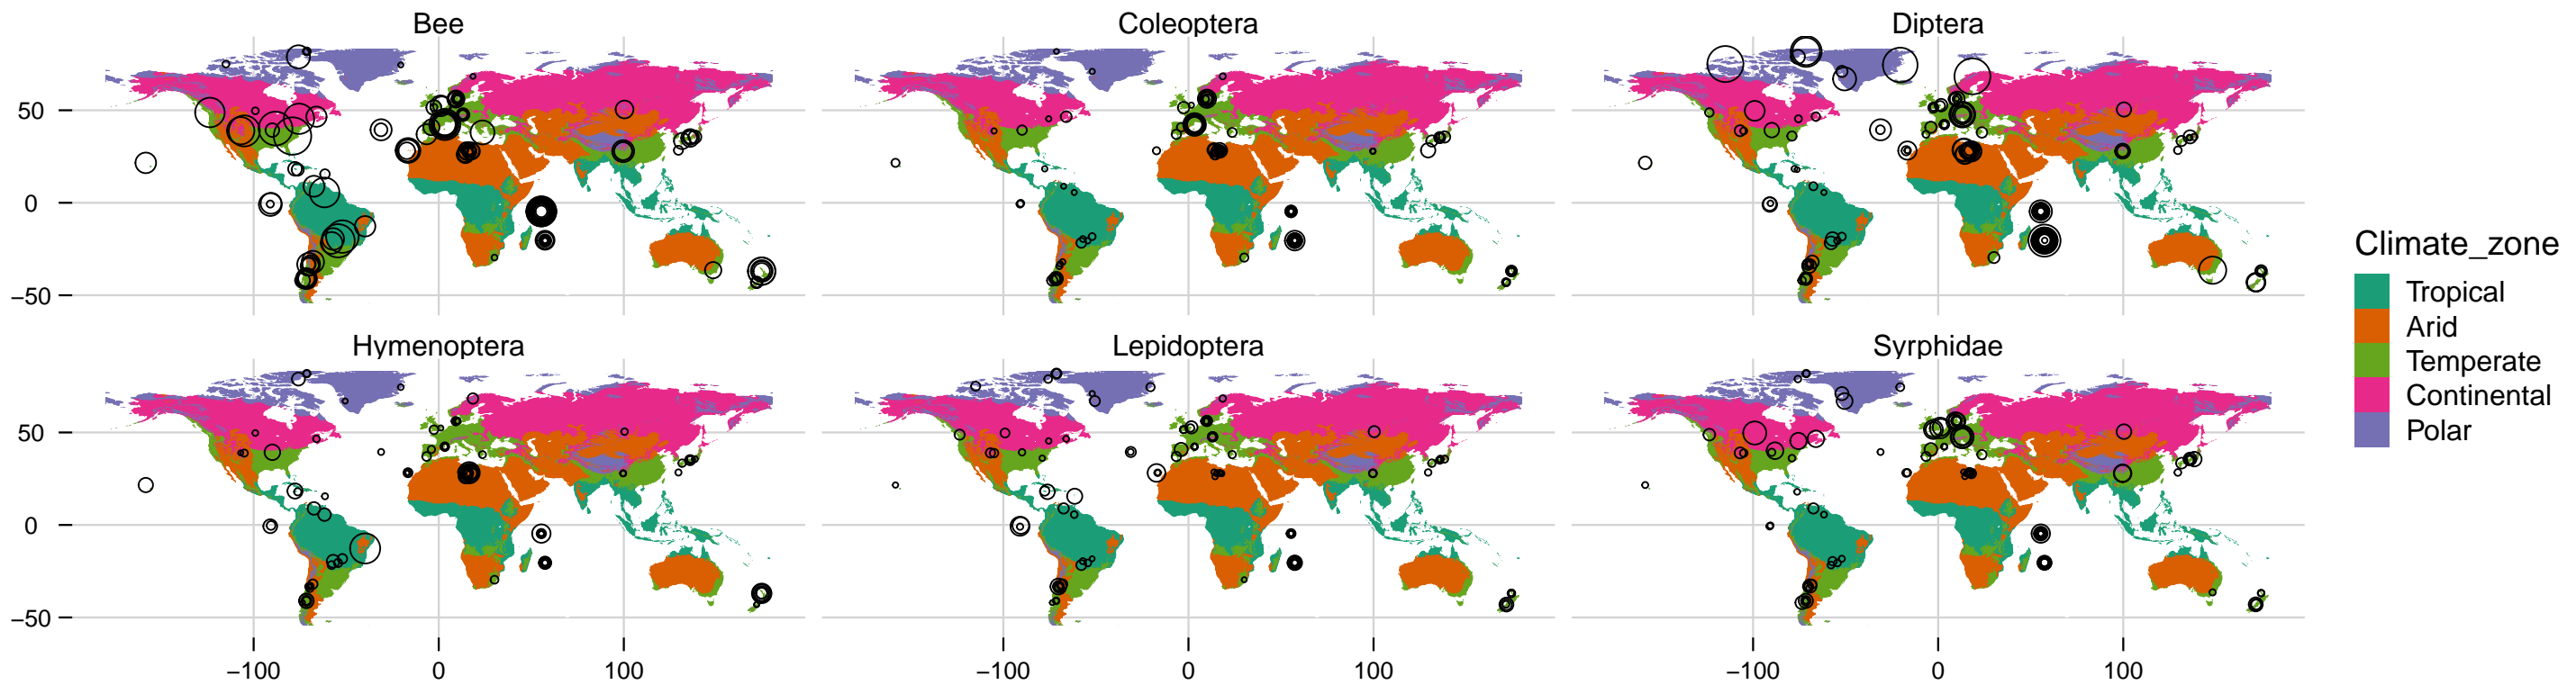 Bee
Coleoptera
Diptera
50
0
−50
Hymenoptera
Lepidoptera
Syrphidae
50
0
−50
−100 0 100
−100 0 100
−100 0 100
Climate_zone
Tropical
Arid
Temperate
Continental
Polar